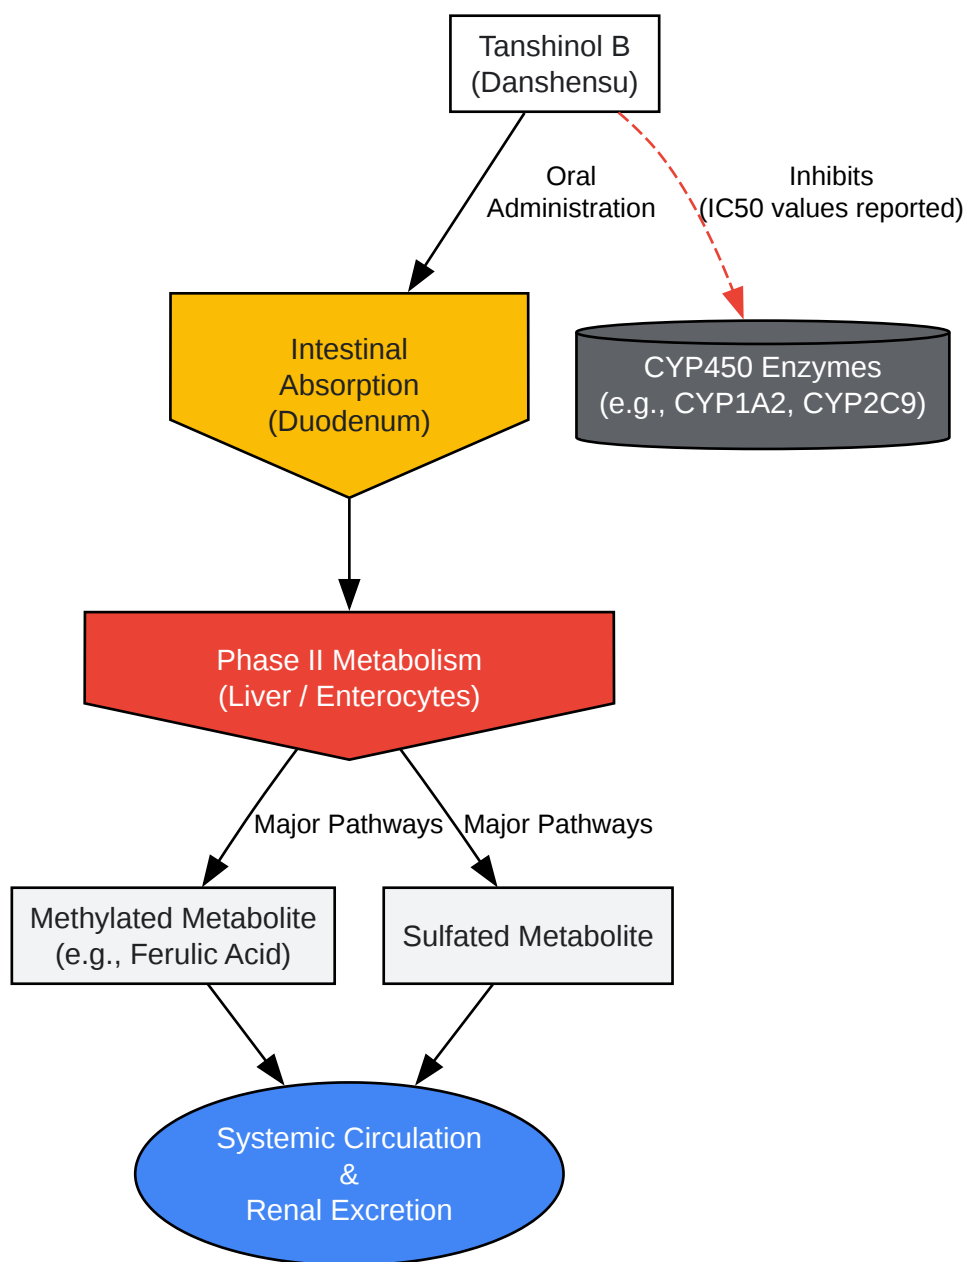 Tanshinol B
(Danshensu)
Oral
Administration
Inhibits
(IC50 values reported)
Intestinal
Absorption
(Duodenum)
CYP450 Enzymes
(e.g., CYP1A2, CYP2C9)
Phase II Metabolism
(Liver / Enterocytes)
Major Pathways
Major Pathways
Methylated Metabolite
(e.g., Ferulic Acid)
Sulfated Metabolite
Systemic Circulation
&
Renal Excretion